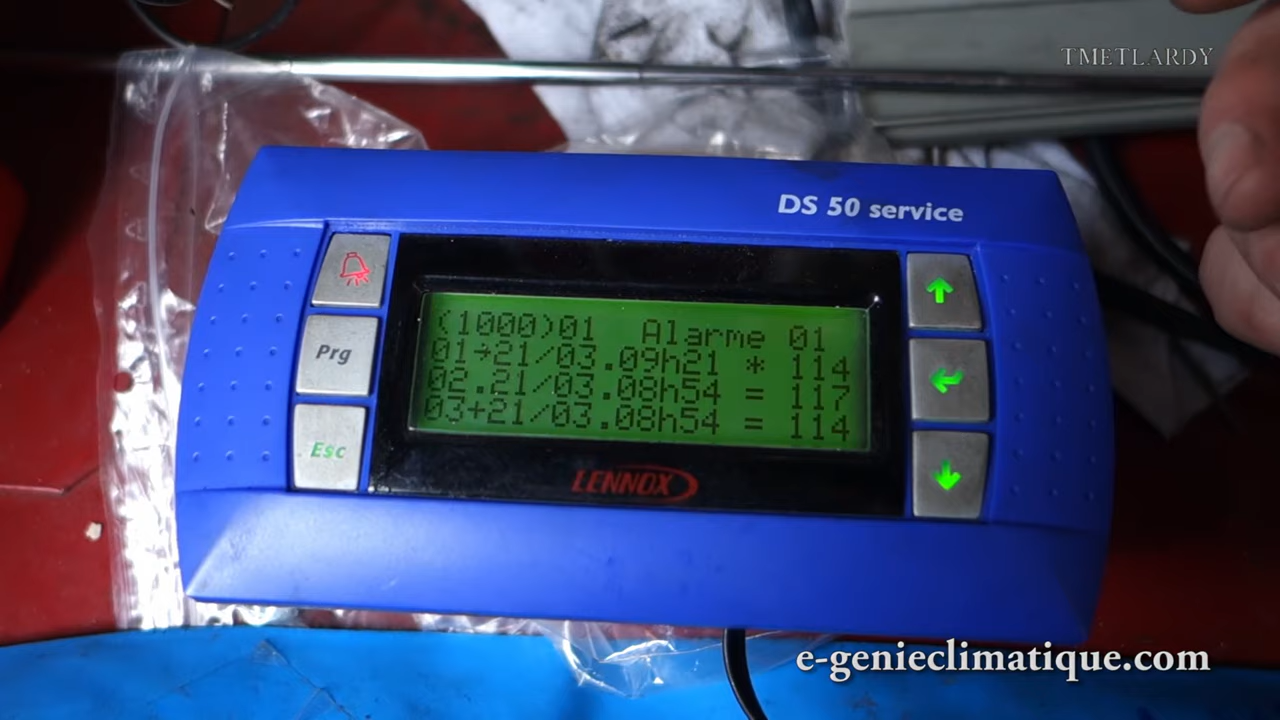 TMETLARDY
DS 50 service
Prg
Esc
(1000)01 Alarme 01
01→21/03.09h21 * 114
02.21/03.08h54 = 117
03+21/03.08h54 = 114
LENNOX
e-genieclimatique.com